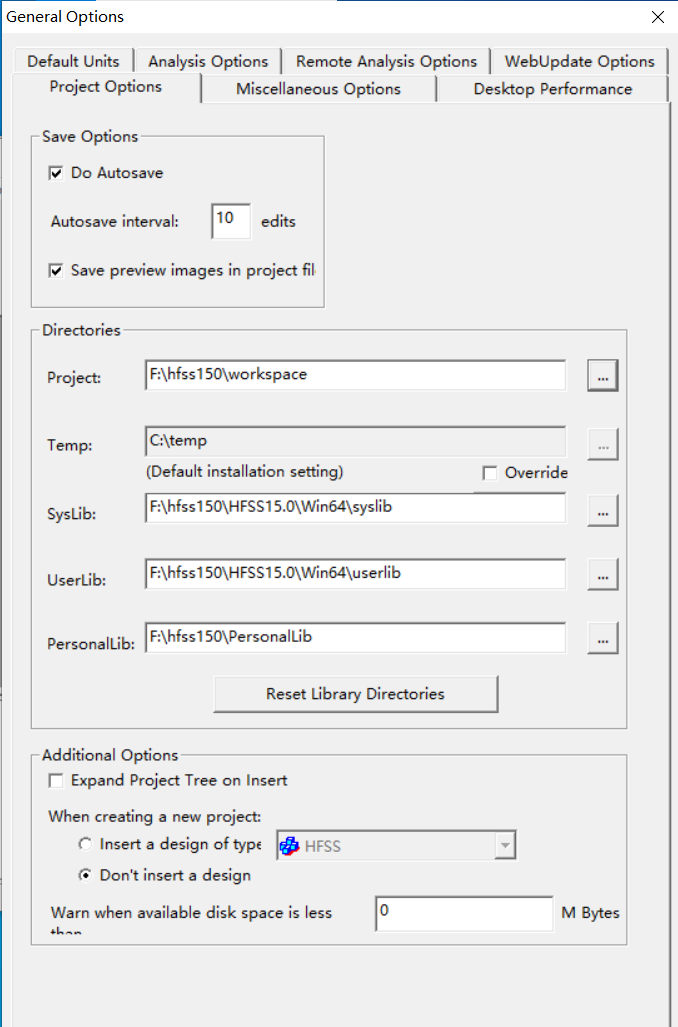 General Options
Default Units
Analysis Options
Remote Analysis Options
WebUpdate Options
Project Options
Miscellaneous Options
Desktop Performance
Save Options
Do Autosave
Autosave interval: 10 edits
Save preview images in project fil
Directories
Project: F:\hfss150\workspace ...
Temp: C:\temp ...
(Default installation setting) Override
SysLib: F:\hfss150\HFSS15.0\Win64\syslib ...
UserLib: F:\hfss150\HFSS15.0\Win64\userlib ...
PersonalLib: F:\hfss150\PersonalLib ...
Reset Library Directories
Additional Options
Expand Project Tree on Insert
When creating a new project:
Insert a design of type HFSS
Don't insert a design
Warn when available disk space is less than 0 M Bytes